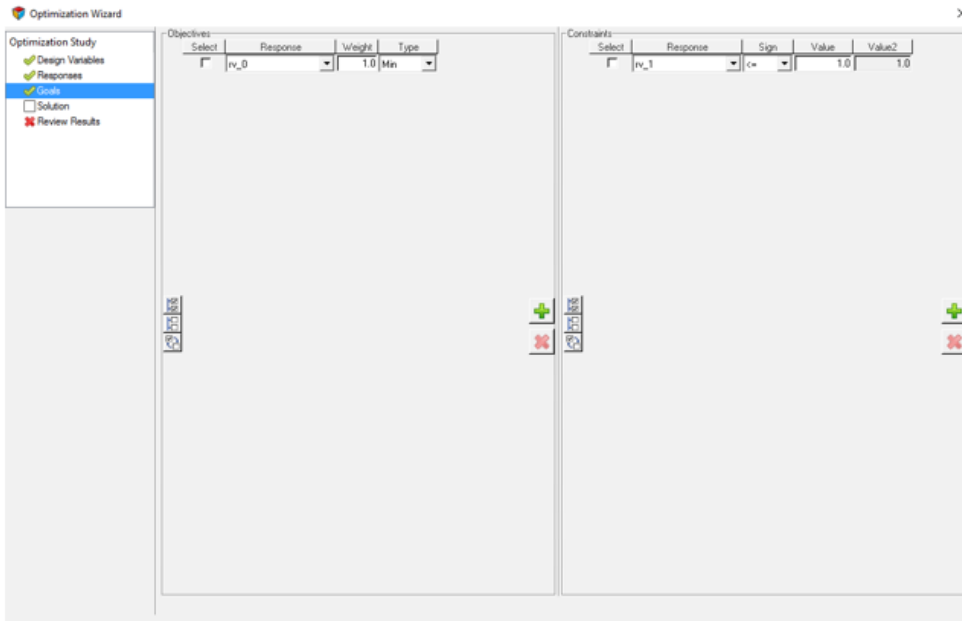 Optimization Wizard
Optimization Study
Design Variables
Responses
Goals
Solution
Review Results
Objectives
Select Response Weight Type
rv_0 1.0 Min
Constraints
Select Response Sign Value Value2
rv_1 <= 1.0 1.0